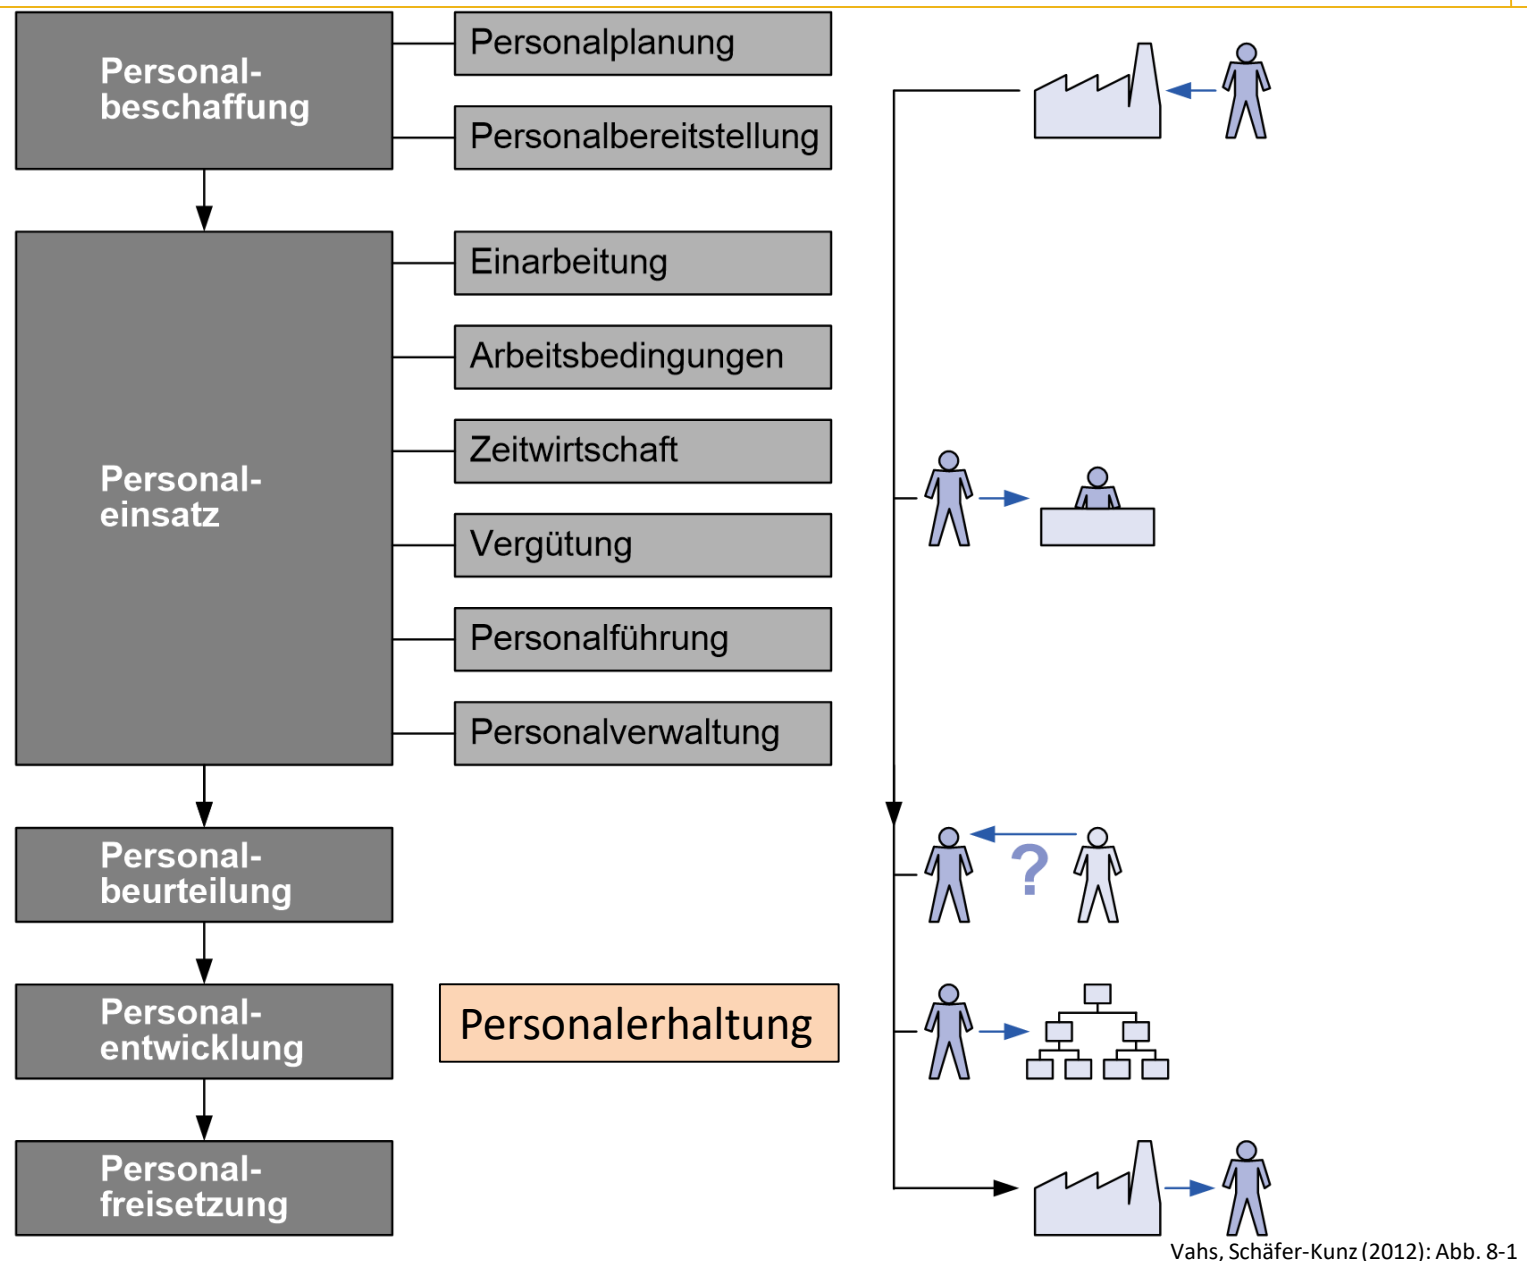 Personal-
beschaffung
Personalplanung
Personalbereitstellung
Personal-
einsatz
Einarbeitung
Arbeitsbedingungen
Zeitwirtschaft
Vergütung
Personalführung
Personalverwaltung
Personal-
beurteilung
?
Personal-
entwicklung
Personalerhaltung
Personal-
freisetzung
Vahs, Schäfer-Kunz (2012): Abb. 8-1